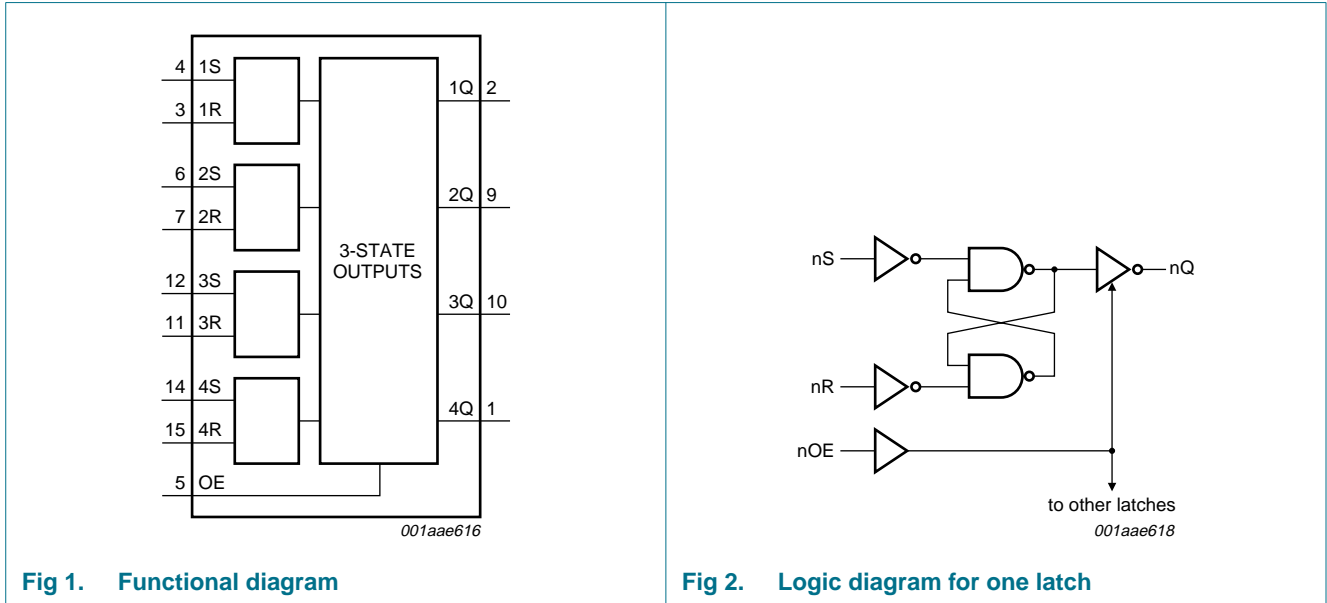 4 1S
3 1R
6 2S
7 2R
12 3S
11 3R
14 4S
15 4R
5 OE
3-STATE
OUTPUTS
1Q 2
2Q 9
3Q 10
4Q 1
001aae616
Fig 1. Functional diagram
nS
nR
nOE
nQ
to other latches
001aae618
Fig 2. Logic diagram for one latch